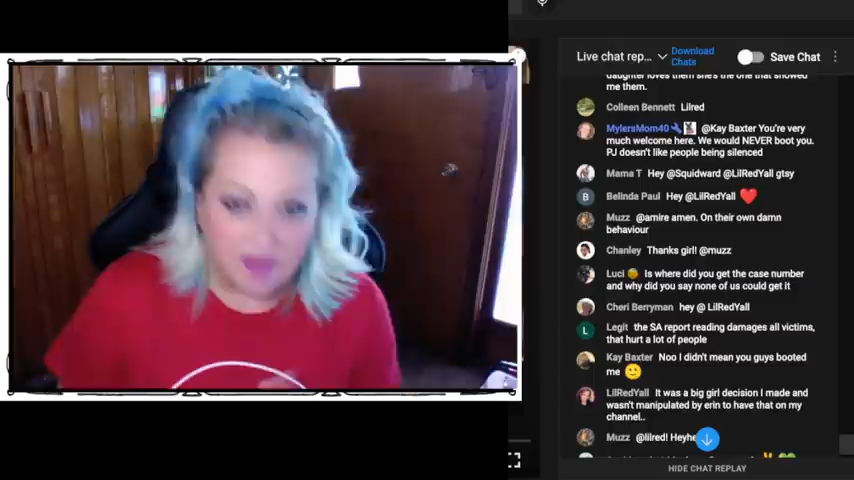 Live chat rep...
Download
Chats
Save Chat
daughter loves them she's the one that showed
me them.
Colleen Bennett Lilred
MyleraMom40 @Kay Baxter You're very
much welcome here. We would NEVER boot you.
PJ doesn't like people being silenced
Mama T Hey @Squidward @LilRedYall gtsy
B
Belinda Paul Hey @LilRedYall ❤️
Muzz @amire amen. On their own damn
behaviour
Chanley Thanks girl! @muzz
Luci Is where did you get the case number
and why did you say none of us could get it
Cheri Berryman hey @ LilRedYall
L
Legit the SA report reading damages all victims,
that hurt a lot of people
Kay Baxter Noo I didn't mean you guys booted
me 🙂
LilRedYall It was a big girl decision I made and
wasn't manipulated by erin to have that on my
channel..
Muzz @lilred! Heyhe
HIDE CHAT REPLAY